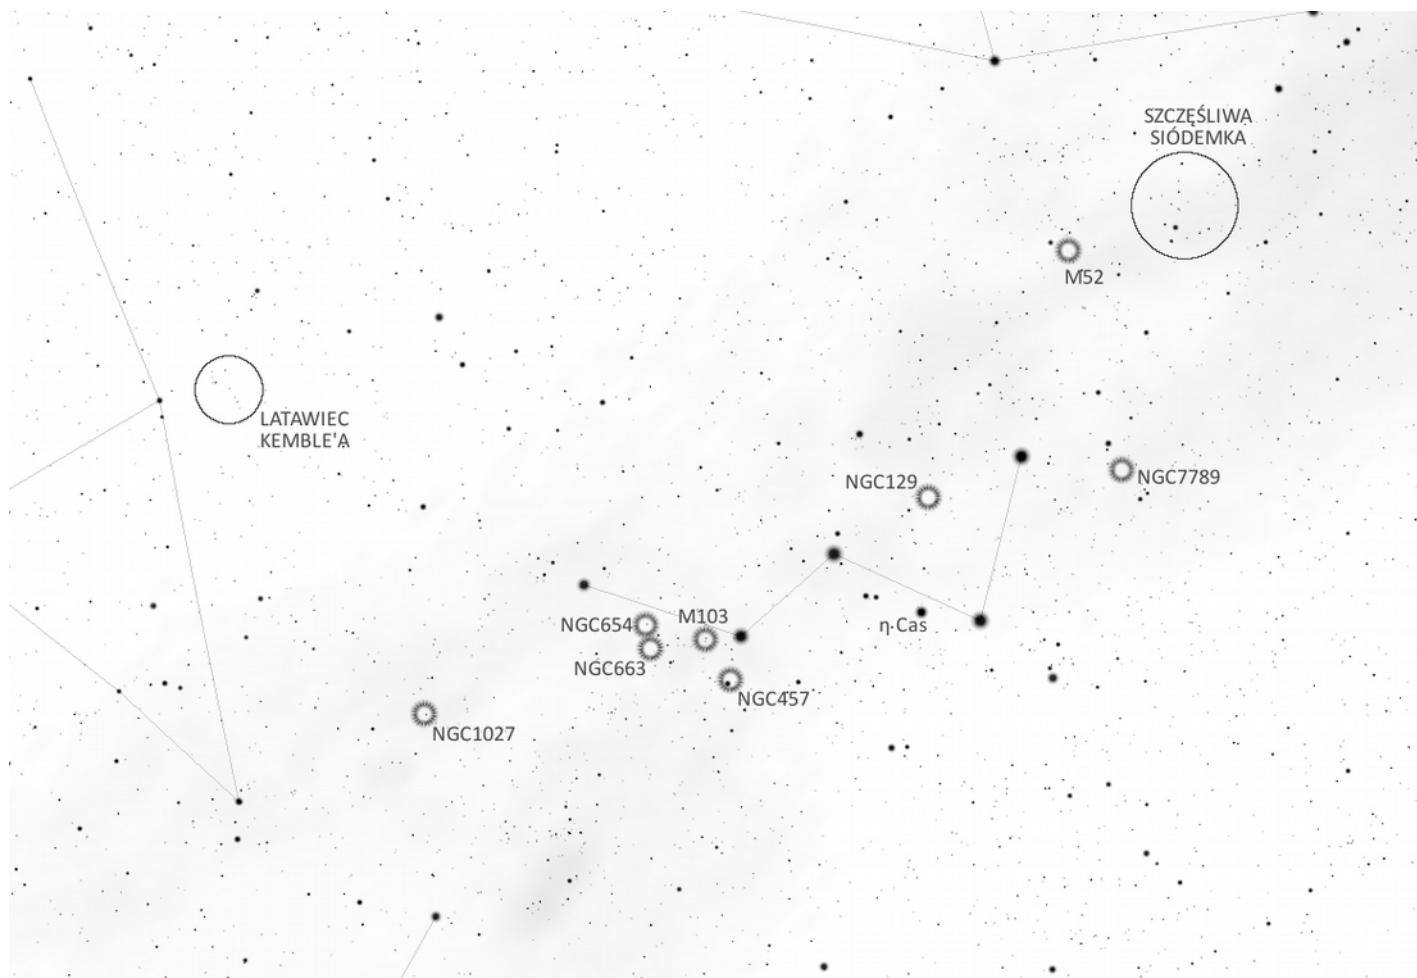 SZCZĘŚLIWA
SIÓDEMKA
M52
LATAWIEC
KEMBLE'A
NGC129
NGC7789
NGC654
M103
η Cas
NGC663
NGC457
NGC1027